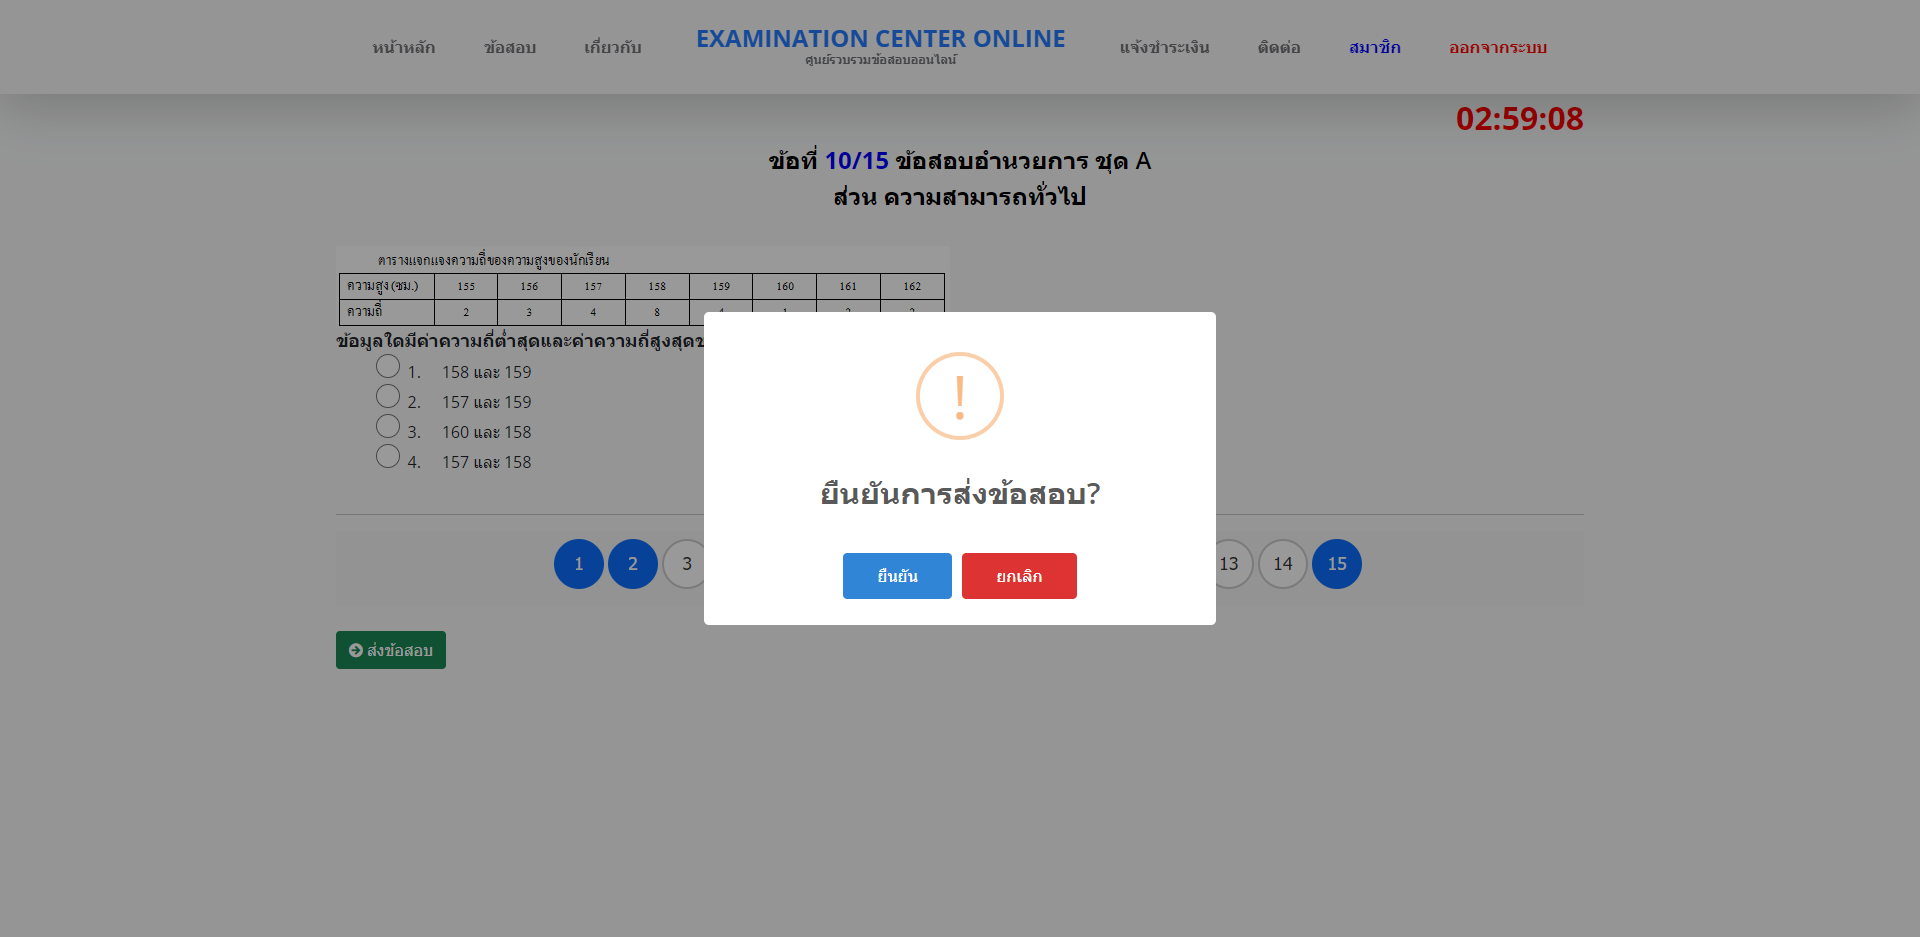 หน้าหลัก ข้อสอบ เกี่ยวกับ EXAMINATION CENTER ONLINE แจ้งชำระเงิน ติดต่อ สมาชิก ออกจากระบบ
ศูนย์รวบรวมข้อสอบออนไลน์
02:59:08
ข้อที่ 10/15 ข้อสอบอำนวยการ ชุด A
ส่วน ความสามารถทั่วไป
ตารางแจกแจงความถี่ของความสูงของนักเรียน
ความสูง (ซม.) 155 156 157 158 159 160 161 162
ความถี่ 2 3 4 8
ข้อมูลใดมีค่าความถี่ต่ำสุดและค่าความถี่สูงสุด
1. 158 และ 159
2. 157 และ 159
3. 160 และ 158
4. 157 และ 158
!
ยืนยันการส่งข้อสอบ?
ยืนยัน ยกเลิก
1 2 3 13 14 15
ส่งข้อสอบ